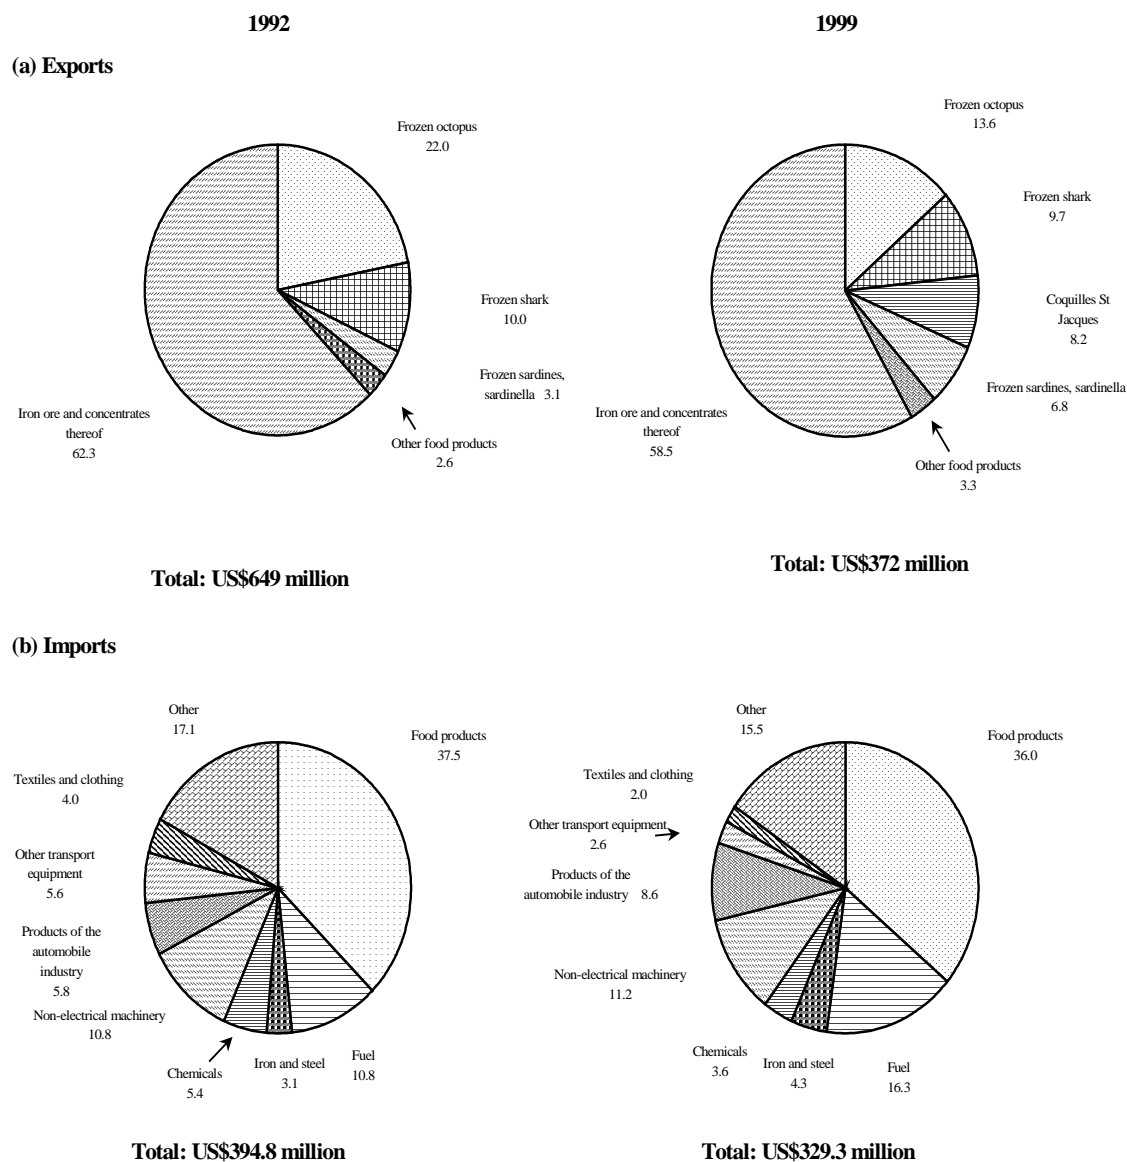 1992
1999
(a) Exports
Frozen octopus
22.0
Frozen shark
10.0
Frozen sardines,
sardinella 3.1
Other food products
2.6
Iron ore and concentrates
thereof
62.3
Total: US$649 million
Frozen octopus
13.6
Frozen shark
9.7
Coquilles St
Jacques
8.2
Frozen sardines, sardinella
6.8
Other food products
3.3
Iron ore and concentrates
thereof
58.5
Total: US$372 million
(b) Imports
Other
17.1
Food products
37.5
Textiles and clothing
4.0
Other transport
equipment
5.6
Products of the
automobile
industry
5.8
Non-electrical machinery
10.8
Chemicals
5.4
Iron and steel
3.1
Fuel
10.8
Total: US$394.8 million
Other
15.5
Food products
36.0
Textiles and clothing
2.0
Other transport equipment
2.6
Products of the
automobile industry 8.6
Non-electrical machinery
11.2
Chemicals
3.6
Iron and steel
4.3
Fuel
16.3
Total: US$329.3 million